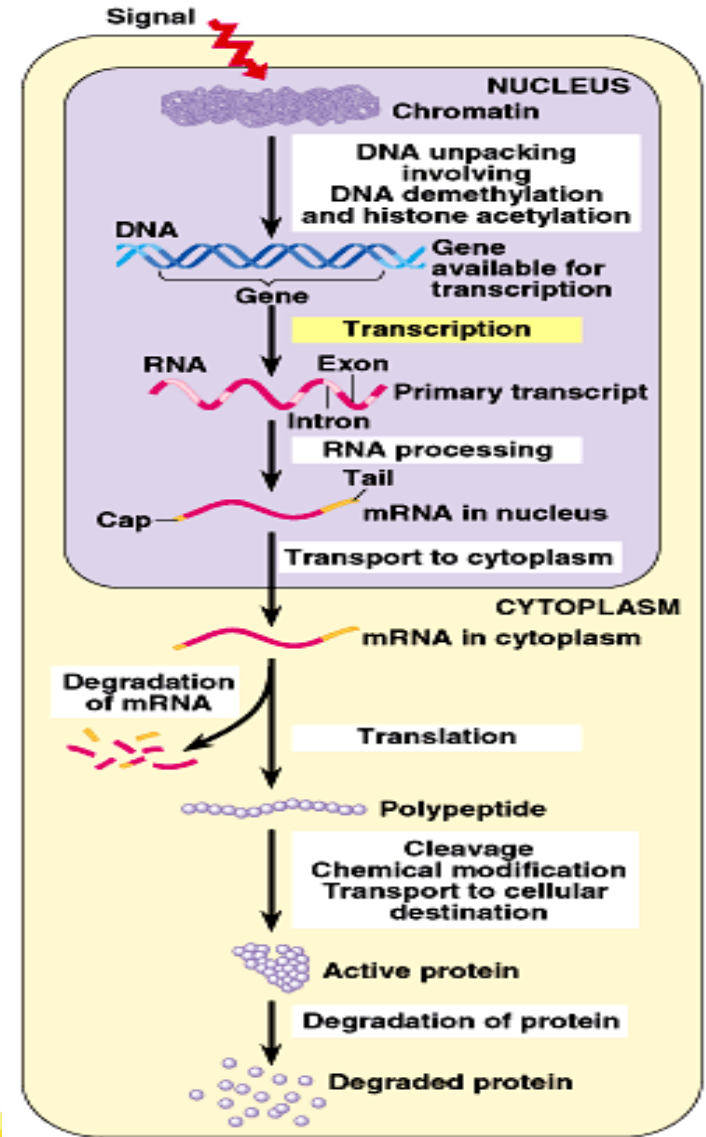 Signal
NUCLEUS
Chromatin
DNA unpacking
involving
DNA demethylation
and histone acetylation
DNA
Gene
available for
transcription
Gene
Transcription
RNA
Exon
Primary transcript
Intron
RNA processing
Tail
Cap
mRNA in nucleus
Transport to cytoplasm
CYTOPLASM
mRNA in cytoplasm
Degradation
of mRNA
Translation
Polypeptide
Cleavage
Chemical modification
Transport to cellular
destination
Active protein
Degradation of protein
Degraded protein